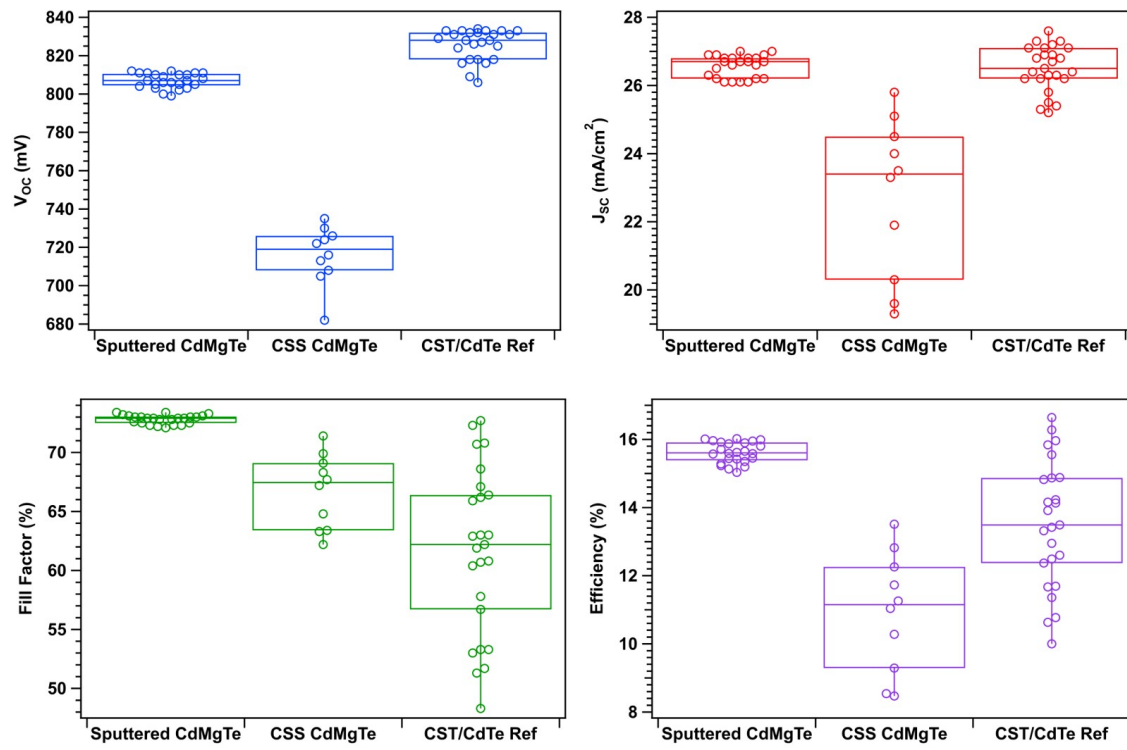 840
820
800
780
760
740
720
700
680
V_OC (mV)
Sputtered CdMgTe
CSS CdMgTe
CST/CdTe Ref
28
26
24
22
20
J_SC (mA/cm²)
Sputtered CdMgTe
CSS CdMgTe
CST/CdTe Ref
70
65
60
55
50
Fill Factor (%)
Sputtered CdMgTe
CSS CdMgTe
CST/CdTe Ref
16
14
12
10
8
Efficiency (%)
Sputtered CdMgTe
CSS CdMgTe
CST/CdTe Ref